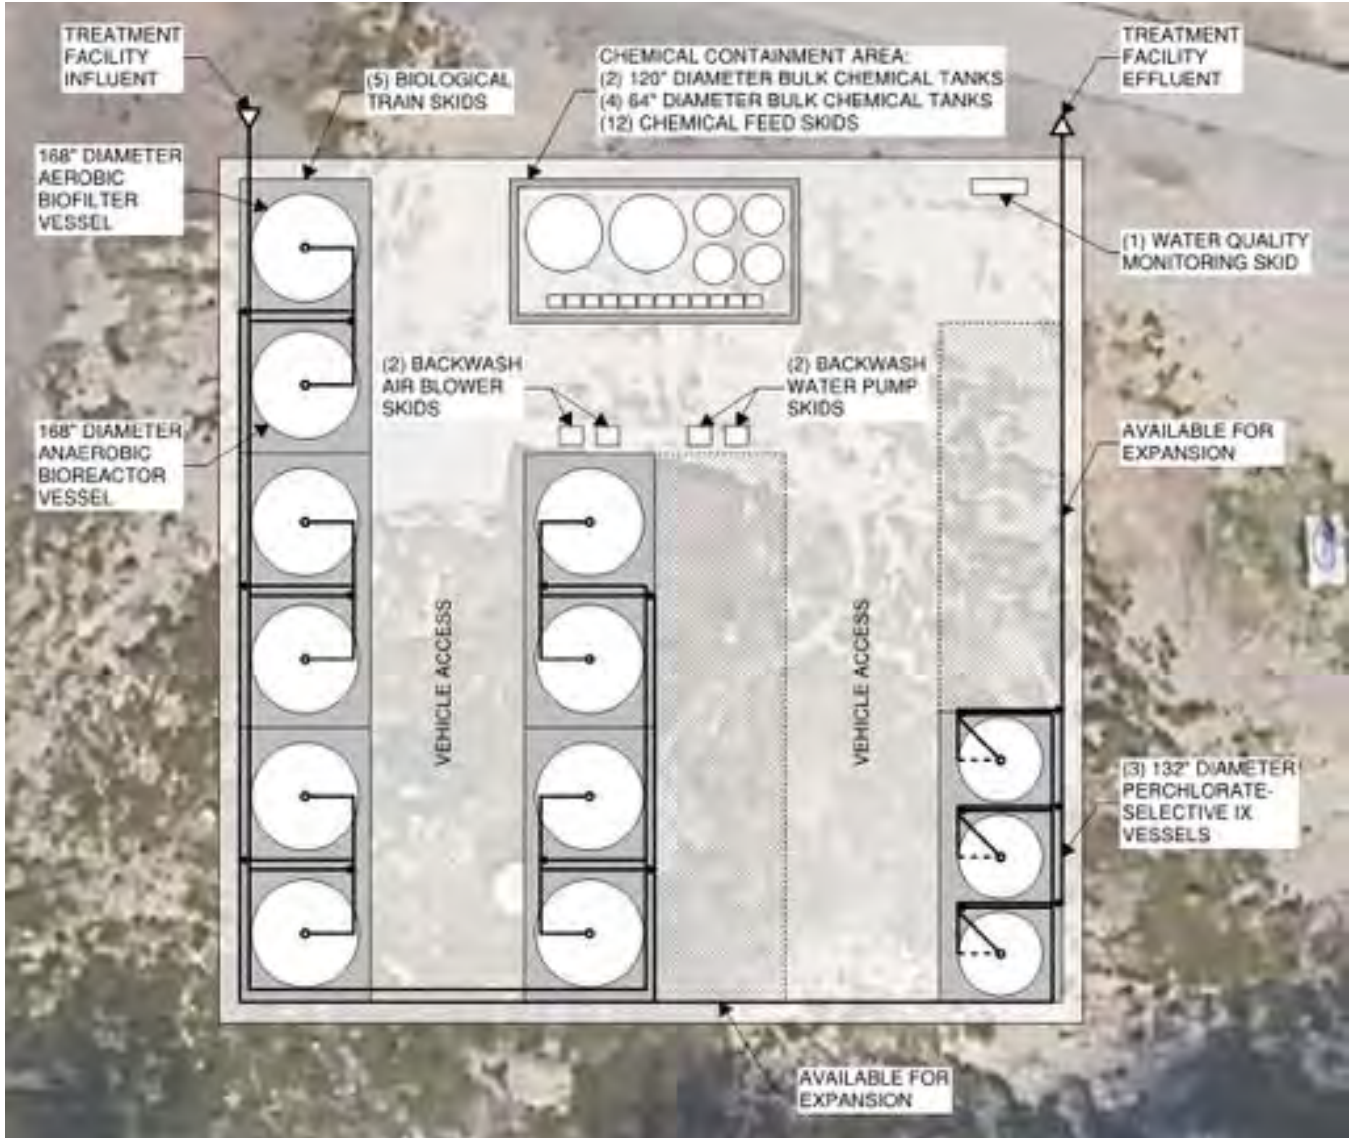 TREATMENT
FACILITY
INFLUENT
(5) BIOLOGICAL
TRAIN SKIDS
CHEMICAL CONTAINMENT AREA:
(2) 120" DIAMETER BULK CHEMICAL TANKS
(4) 64" DIAMETER BULK CHEMICAL TANKS
(12) CHEMICAL FEED SKIDS
TREATMENT
FACILITY
EFFLUENT
168" DIAMETER
AEROBIC
BIOFILTER
VESSEL
(1) WATER QUALITY
MONITORING SKID
(2) BACKWASH
AIR BLOWER
SKIDS
(2) BACKWASH
WATER PUMP
SKIDS
168" DIAMETER
ANAEROBIC
BIOREACTOR
VESSEL
AVAILABLE FOR
EXPANSION
VEHICLE ACCESS
VEHICLE ACCESS
(3) 132" DIAMETER
PERCHLORATE-
SELECTIVE IX
VESSELS
AVAILABLE FOR
EXPANSION